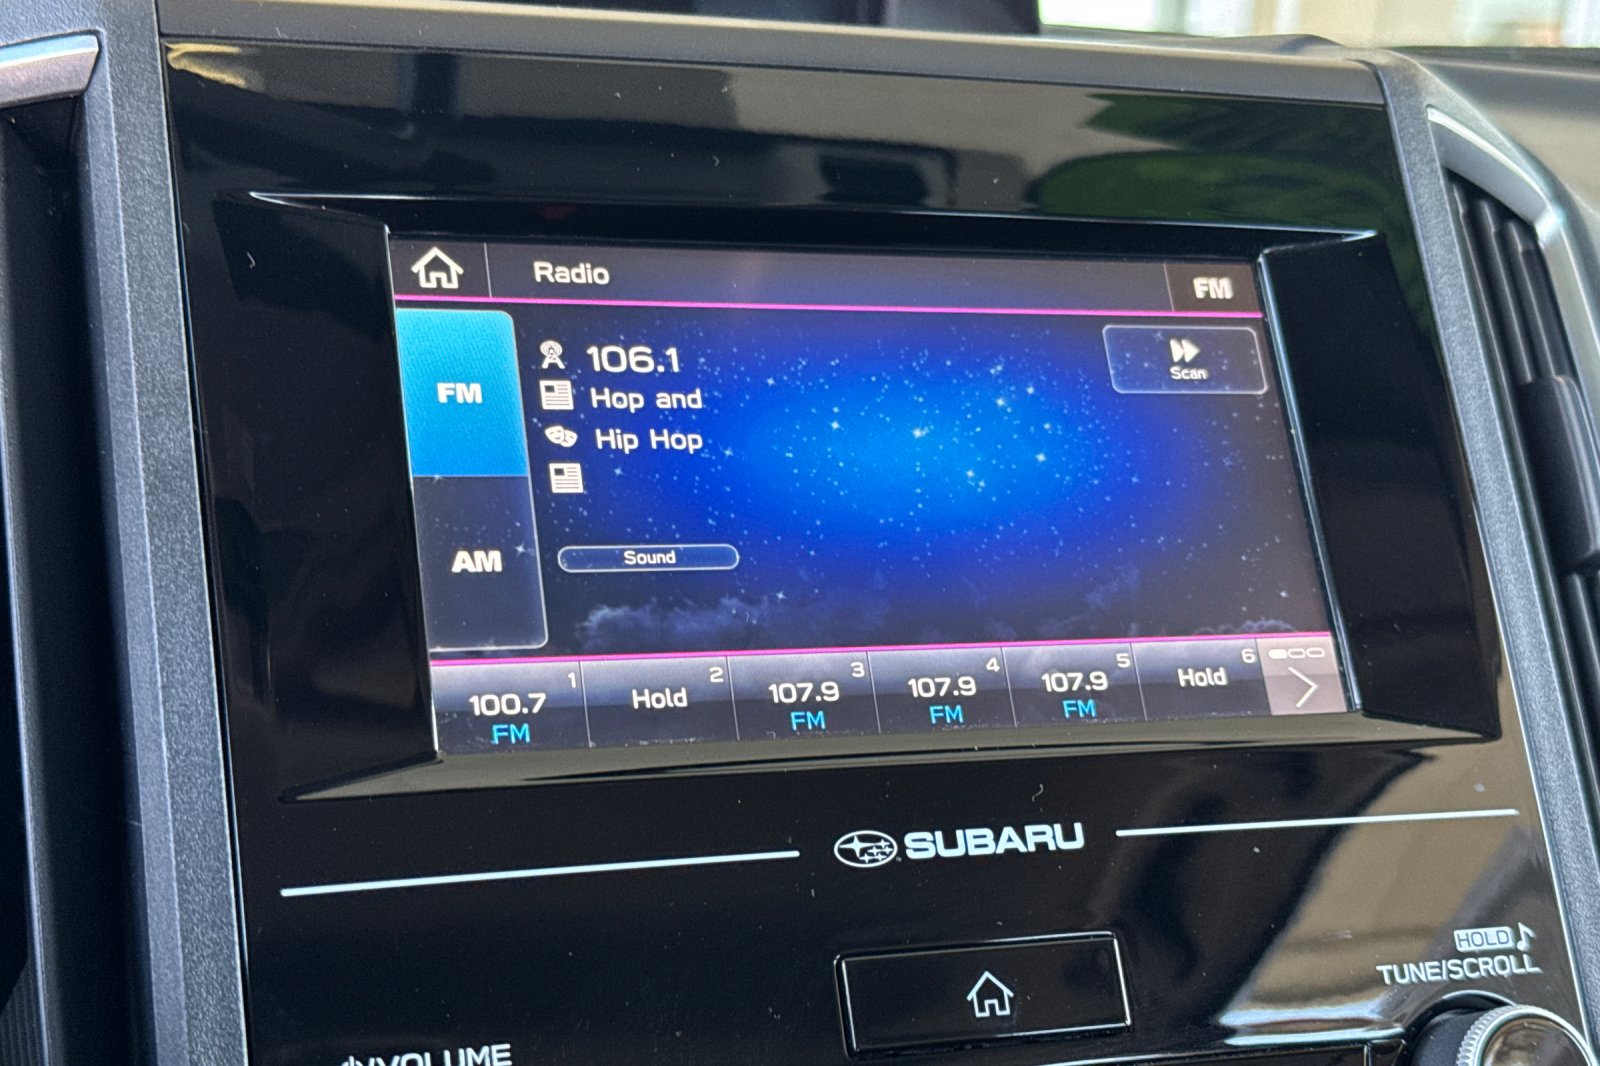 Radio
FM
FM
106.1
Scan
Hop and
Hip Hop
AM
Sound
1
2
3
4
5
6
100.7
Hold
107.9
107.9
107.9
Hold
FM
FM
FM
FM
SUBARU
HOLD
TUNE/SCROLL
VOLUME